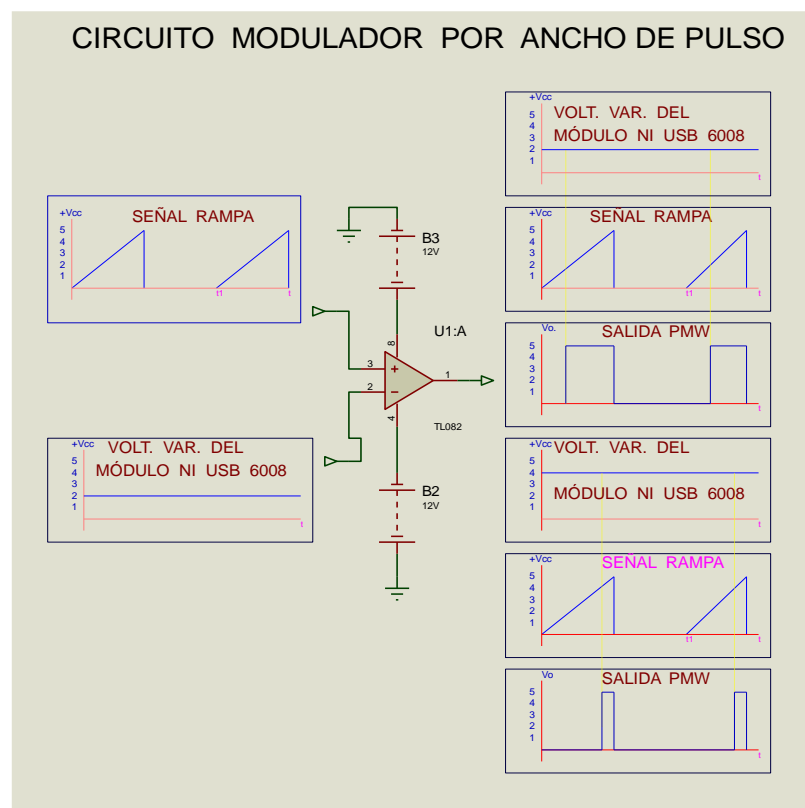 CIRCUITO MODULADOR POR ANCHO DE PULSO
+Vcc
VOLT. VAR. DEL
MÓDULO NI USB 6008
5
4
3
2
1
t
+Vcc
SEÑAL RAMPA
5
4
3
2
1
t1
t
B3
12V
+Vcc
SEÑAL RAMPA
5
4
3
2
1
t1
t
U1:A
8
3
2
1
4
+
−
TL082
Vo.
SALIDA PMW
5
4
3
2
1
t
+Vcc
VOLT. VAR. DEL
MÓDULO NI USB 6008
5
4
3
2
1
t
+Vcc
VOLT. VAR. DEL
MÓDULO NI USB 6008
5
4
3
2
1
t
B2
12V
+Vcc
SEÑAL RAMPA
5
4
3
2
1
t1
t
Vo
SALIDA PMW
5
4
3
2
1
t